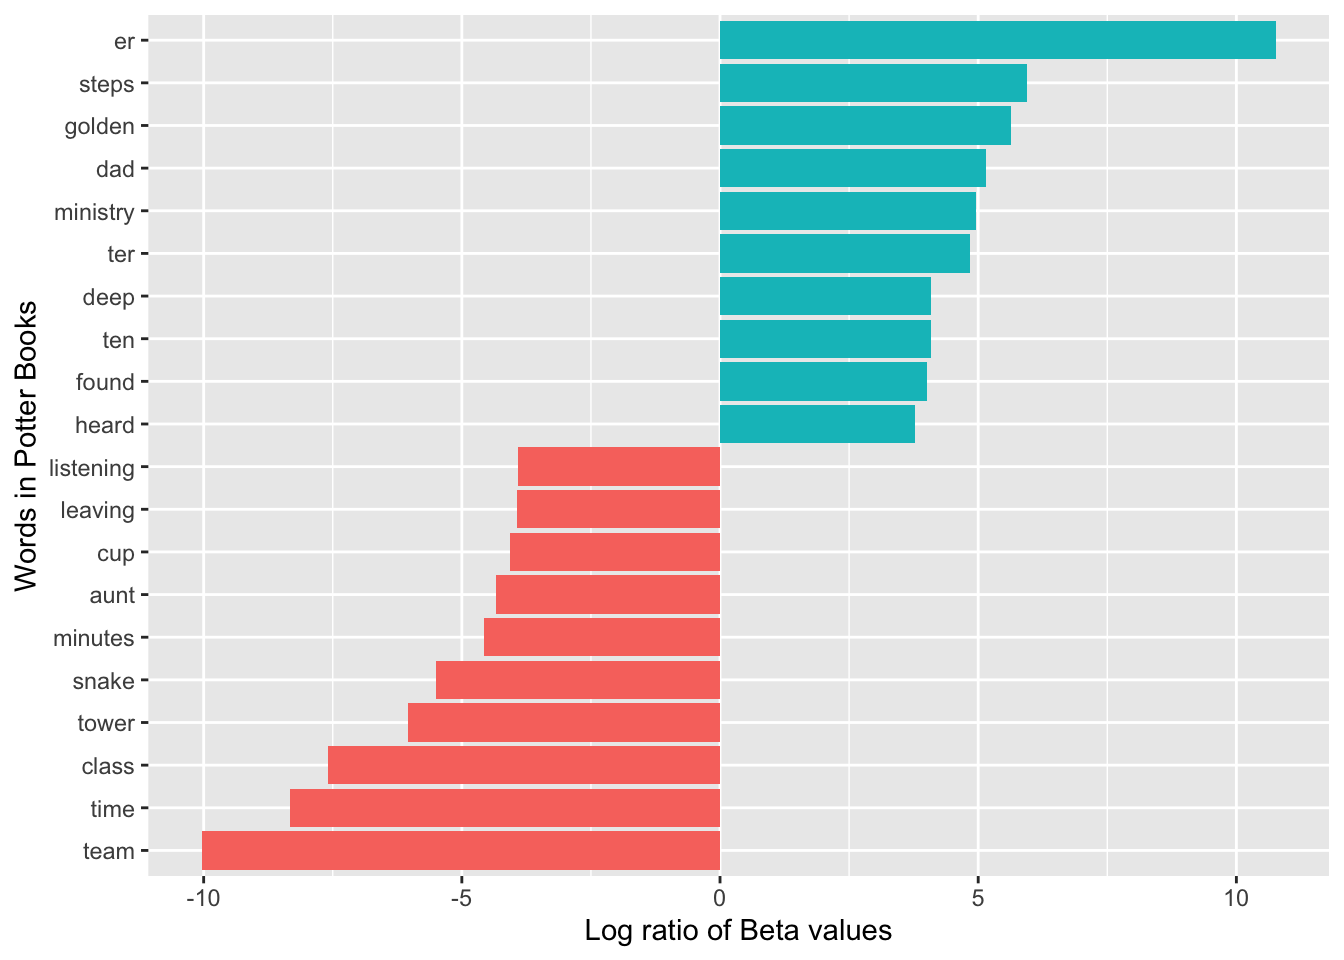 er
steps
golden
dad
ministry
ter
deep
ten
found
heard
listening
leaving
cup
aunt
minutes
snake
tower
class
time
team
Words in Potter Books
-10 -5 0 5 10
Log ratio of Beta values